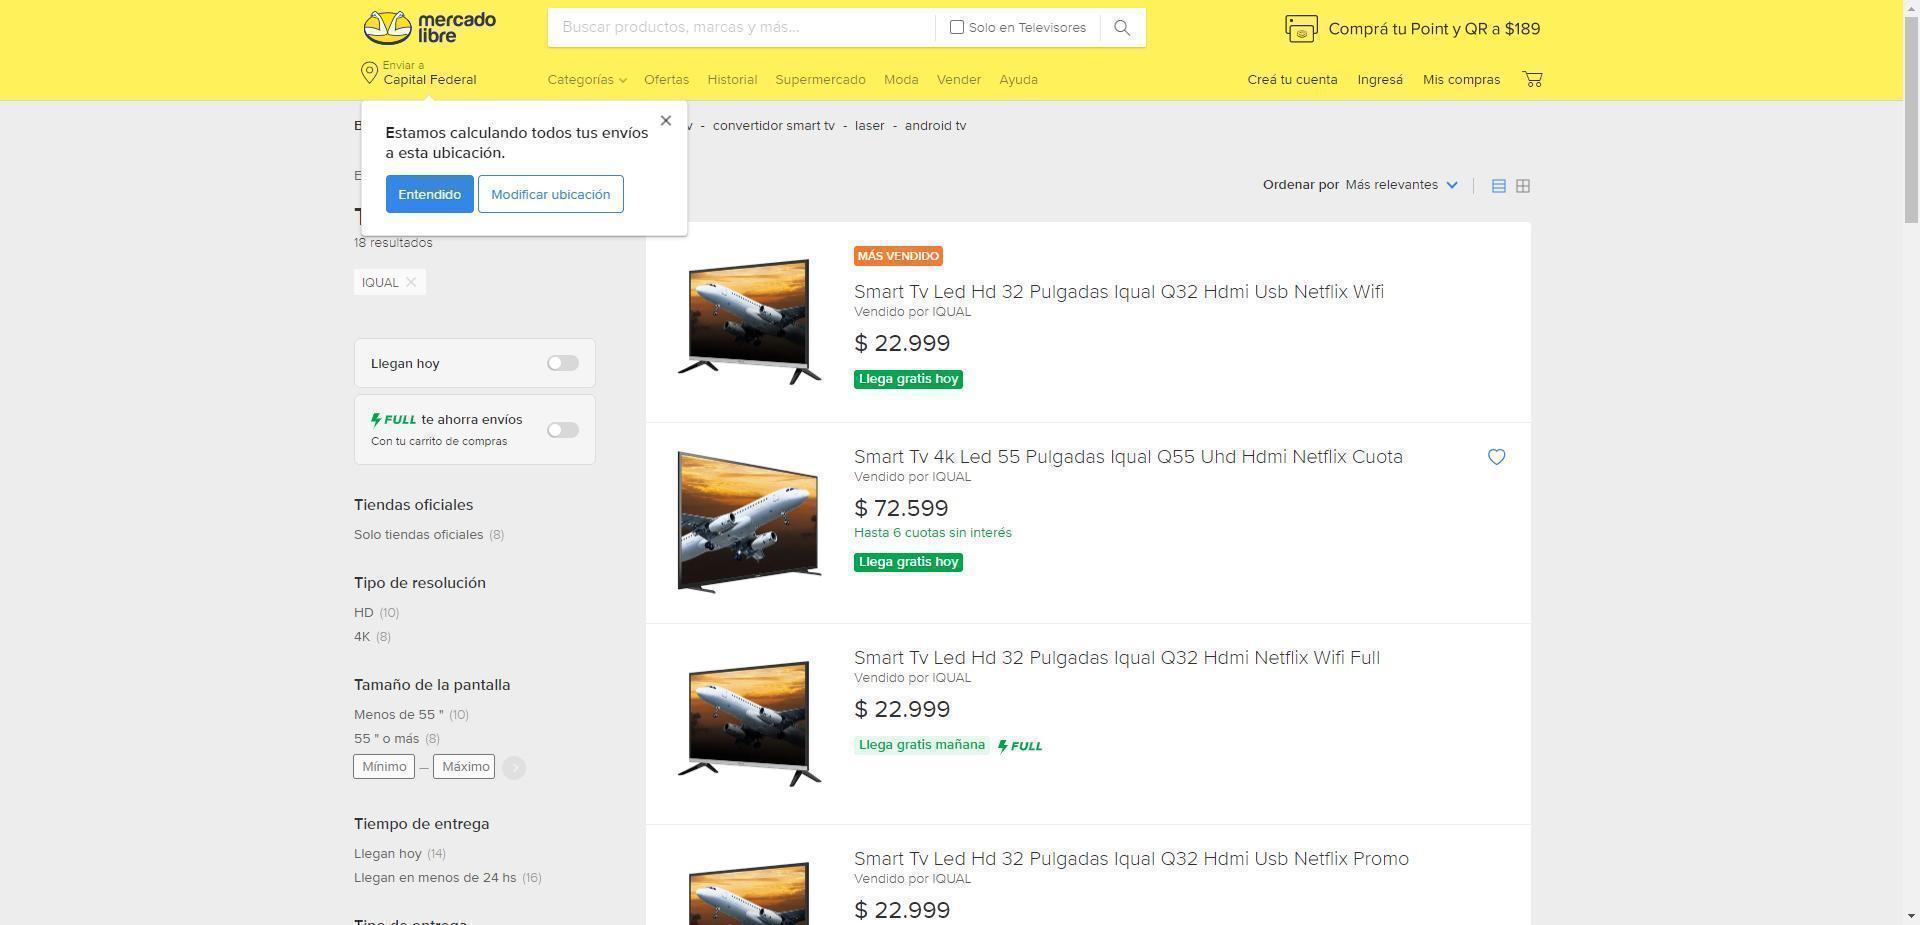 mercado
libre
Buscar productos, marcas y más...
Solo en Televisores
Comprá tu Point y QR a $189
Enviar a
Capital Federal
Categorías
Ofertas
Historial
Supermercado
Moda
Vender
Ayuda
Creá tu cuenta
Ingresá
Mis compras
Estamos calculando todos tus envíos
a esta ubicación.
Entendido
Modificar ubicación
- convertidor smart tv - laser - android tv
Ordenar por Más relevantes
18 resultados
IQUAL
Llegan hoy
FULL te ahorra envíos
Con tu carrito de compras
Tiendas oficiales
Solo tiendas oficiales (8)
Tipo de resolución
HD (10)
4K (8)
Tamaño de la pantalla
Menos de 55 " (10)
55 " o más (8)
Mínimo — Máximo
Tiempo de entrega
Llegan hoy (14)
Llegan en menos de 24 hs (16)
Tipo de entrega
MÁS VENDIDO
Smart Tv Led Hd 32 Pulgadas Iqual Q32 Hdmi Usb Netflix Wifi
Vendido por IQUAL
$ 22.999
Llega gratis hoy
Smart Tv 4k Led 55 Pulgadas Iqual Q55 Uhd Hdmi Netflix Cuota
Vendido por IQUAL
$ 72.599
Hasta 6 cuotas sin interés
Llega gratis hoy
Smart Tv Led Hd 32 Pulgadas Iqual Q32 Hdmi Netflix Wifi Full
Vendido por IQUAL
$ 22.999
Llega gratis mañana FULL
Smart Tv Led Hd 32 Pulgadas Iqual Q32 Hdmi Usb Netflix Promo
Vendido por IQUAL
$ 22.999